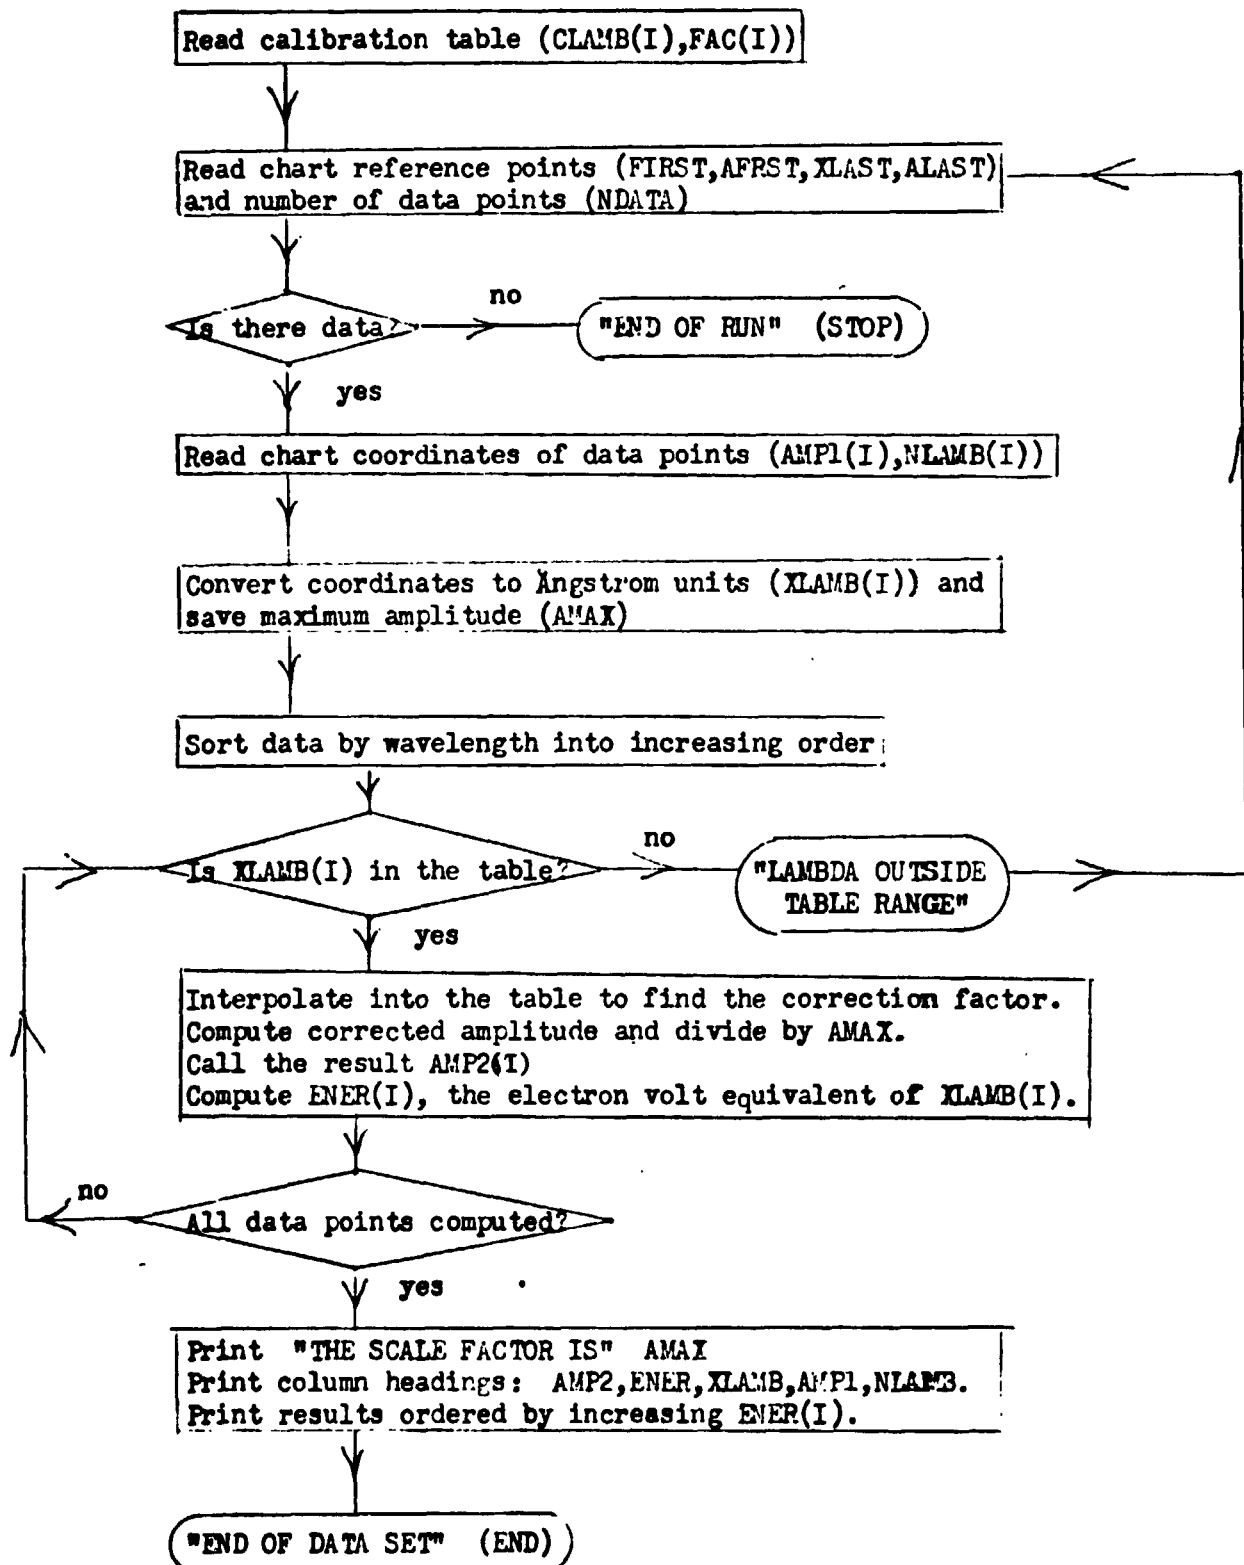 Read calibration table (CLAMB(I),FAC(I))
Read chart reference points (FIRST,AFRST,XLAST,ALAST)
and number of data points (NDATA)
Is there data?
no
"END OF RUN" (STOP)
yes
Read chart coordinates of data points (AMP1(I),NLAMB(I))
Convert coordinates to Angstrom units (XLAMB(I)) and
save maximum amplitude (AMAX)
Sort data by wavelength into increasing order
Is XLAMB(I) in the table?
no
"LAMBDA OUTSIDE
TABLE RANGE"
yes
Interpolate into the table to find the correction factor.
Compute corrected amplitude and divide by AMAX.
Call the result AMP2(I)
Compute ENER(I), the electron volt equivalent of XLAMB(I).
no
All data points computed?
yes
Print "THE SCALE FACTOR IS" AMAX
Print column headings: AMP2,ENER,XLAMB,AMP1,NLAMB.
Print results ordered by increasing ENER(I).
"END OF DATA SET" (END)